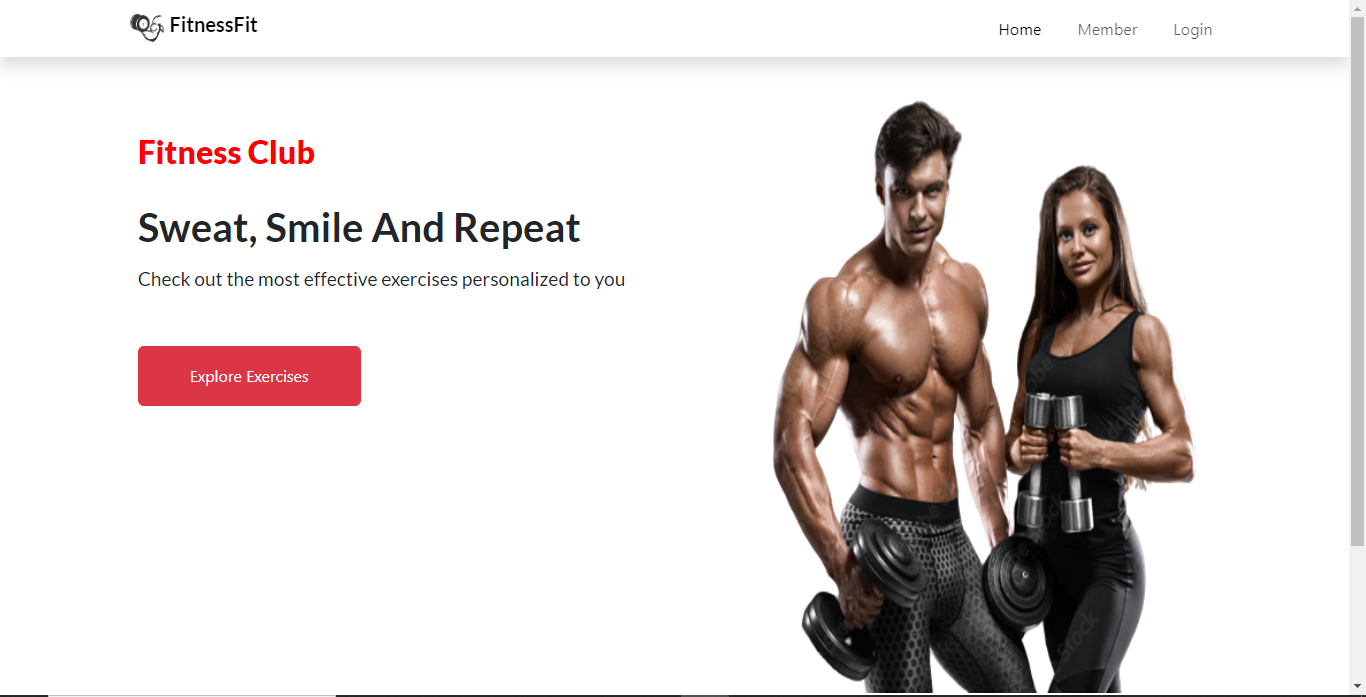 FitnessFit
Home Member Login
Fitness Club
Sweat, Smile And Repeat
Check out the most effective exercises personalized to you
Explore Exercises
Stock